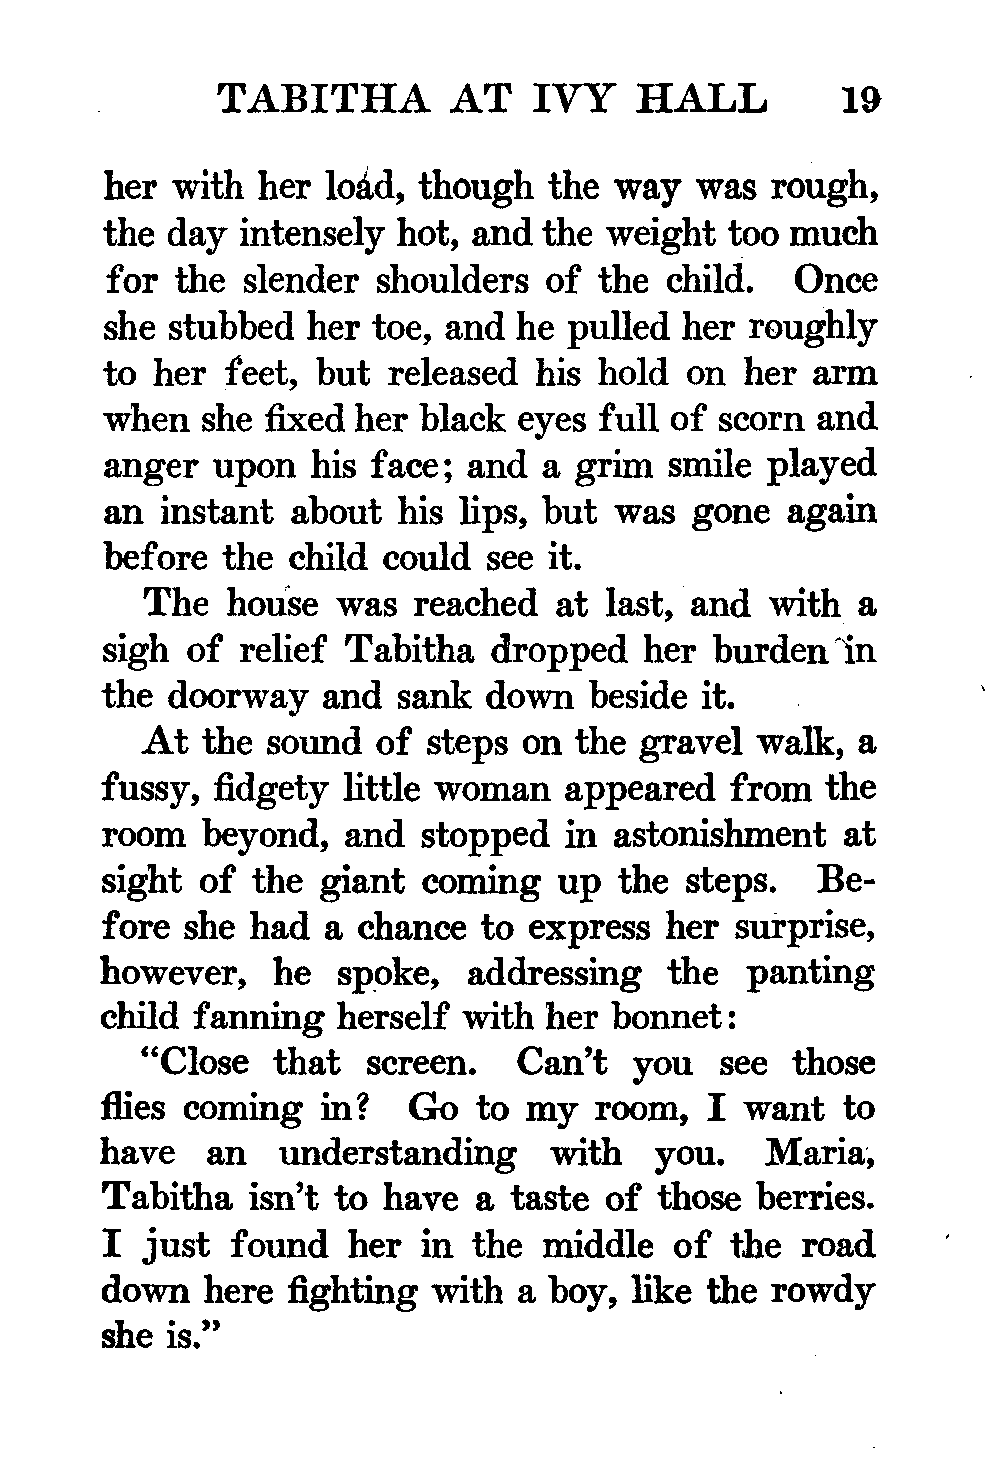 TABITHA AT IVY HALL 19
her with her load, though the way was rough,
the day intensely hot, and the weight too much
for the slender shoulders of the child. Once
she stubbed her toe, and he pulled her roughly
to her feet, but released his hold on her arm
when she fixed her black eyes full of scorn and
anger upon his face; and a grim smile played
an instant about his lips, but was gone again
before the child could see it.
The house was reached at last, and with a
sigh of relief Tabitha dropped her burden in
the doorway and sank down beside it.
At the sound of steps on the gravel walk, a
fussy, fidgety little woman appeared from the
room beyond, and stopped in astonishment at
sight of the giant coming up the steps. Be-
fore she had a chance to express her surprise,
however, he spoke, addressing the panting
child fanning herself with her bonnet:
“Close that screen. Can’t you see those
flies coming in? Go to my room, I want to
have an understanding with you. Maria,
Tabitha isn’t to have a taste of those berries.
I just found her in the middle of the road
down here fighting with a boy, like the rowdy
she is.”